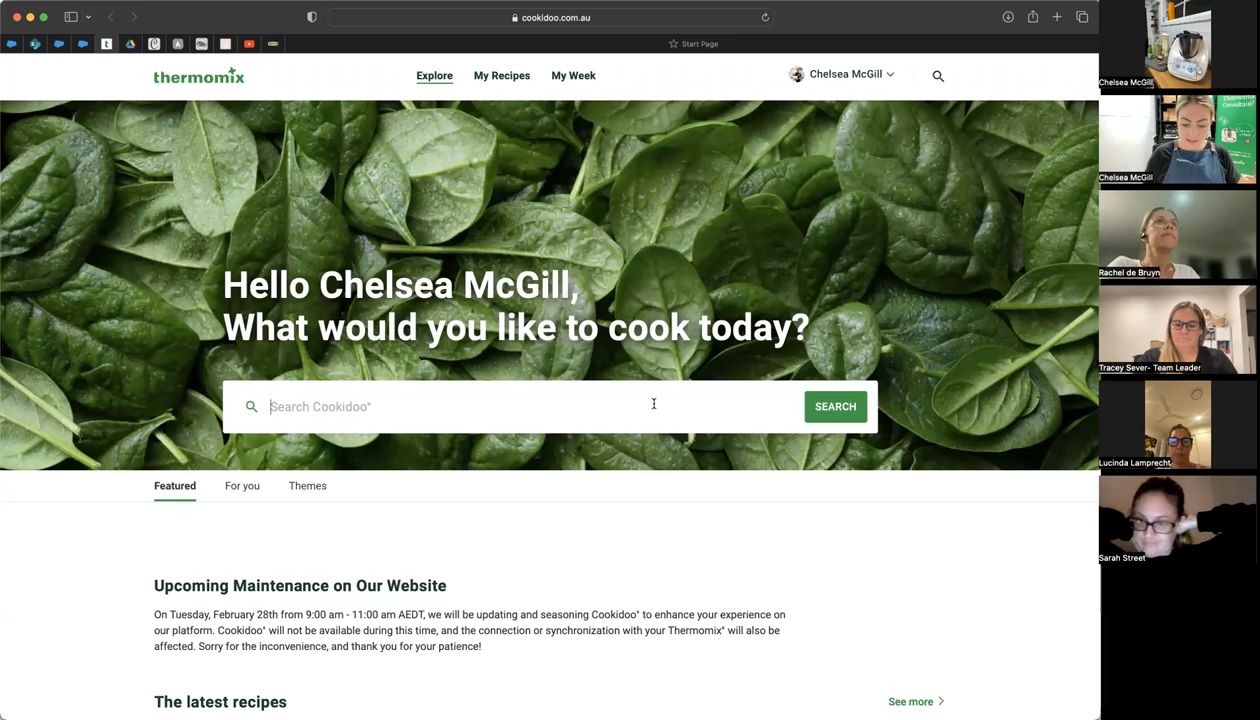 cookidoo.com.au
Start Page
thermomix
Explore
My Recipes
My Week
Chelsea McGill
Hello Chelsea McGill,
What would you like to cook today?
Search Cookidoo®
SEARCH
Featured
For you
Themes
Upcoming Maintenance on Our Website
On Tuesday, February 28th from 9:00 am - 11:00 am AEDT, we will be updating and seasoning Cookidoo® to enhance your experience on
our platform. Cookidoo® will not be available during this time, and the connection or synchronization with your Thermomix® will also be
affected. Sorry for the inconvenience, and thank you for your patience!
The latest recipes
See more
Chelsea McGill
Chelsea McGill
Rachel de Bruyn
Tracey Sever- Team Leader
Lucinda Lamprecht
Sarah Street